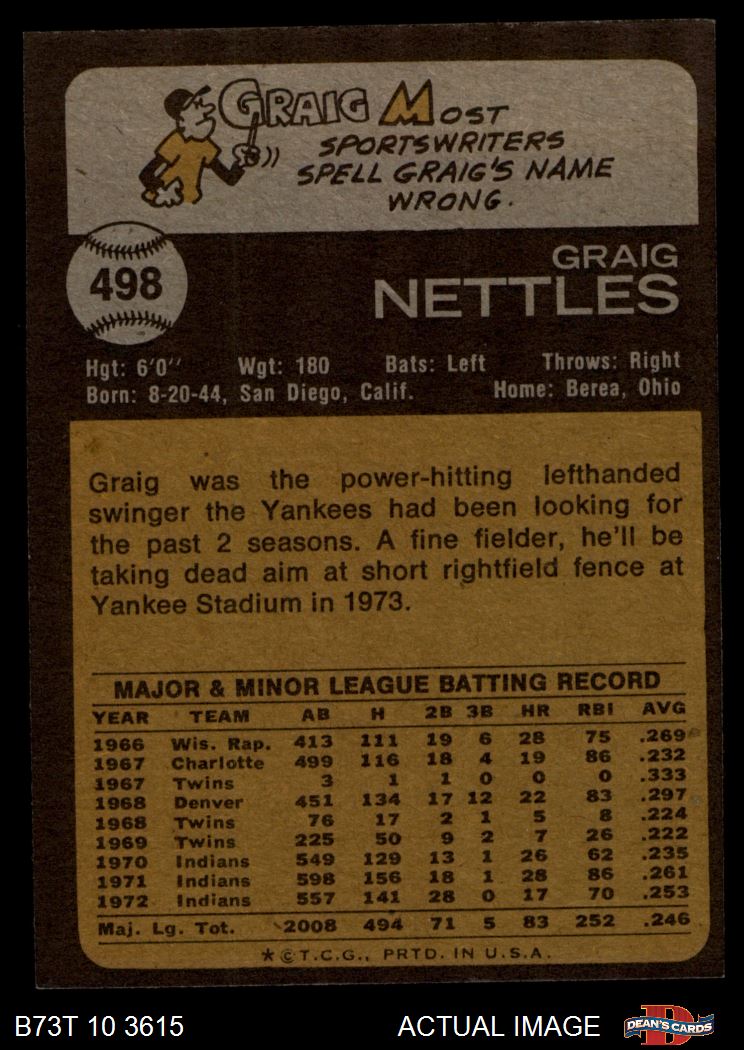 GRAIG MOST
SPORTSWRITERS
SPELL GRAIG'S NAME
WRONG.
498
GRAIG
NETTLES
Hgt: 6'0" Wgt: 180 Bats: Left Throws: Right
Born: 8-20-44, San Diego, Calif. Home: Berea, Ohio
Graig was the power-hitting lefthanded
swinger the Yankees had been looking for
the past 2 seasons. A fine fielder, he'll be
taking dead aim at short rightfield fence at
Yankee Stadium in 1973.
MAJOR & MINOR LEAGUE BATTING RECORD
YEAR TEAM AB H 2B 3B HR RBI AVG
1966 Wis. Rap. 413 111 19 6 28 75 .269
1967 Charlotte 499 116 18 4 19 86 .232
1967 Twins 3 1 1 0 0 0 .333
1968 Denver 451 134 17 12 22 83 .297
1968 Twins 76 17 2 1 5 8 .224
1969 Twins 225 50 9 2 7 26 .222
1970 Indians 549 129 13 1 26 62 .235
1971 Indians 598 156 18 1 28 86 .261
1972 Indians 557 141 28 0 17 70 .253
Maj. Lg. Tot. 2008 494 71 5 83 252 .246
★©T.C.G., PRTD. IN U.S.A.
B73T 10 3615 ACTUAL IMAGE DEAN'S CARDS